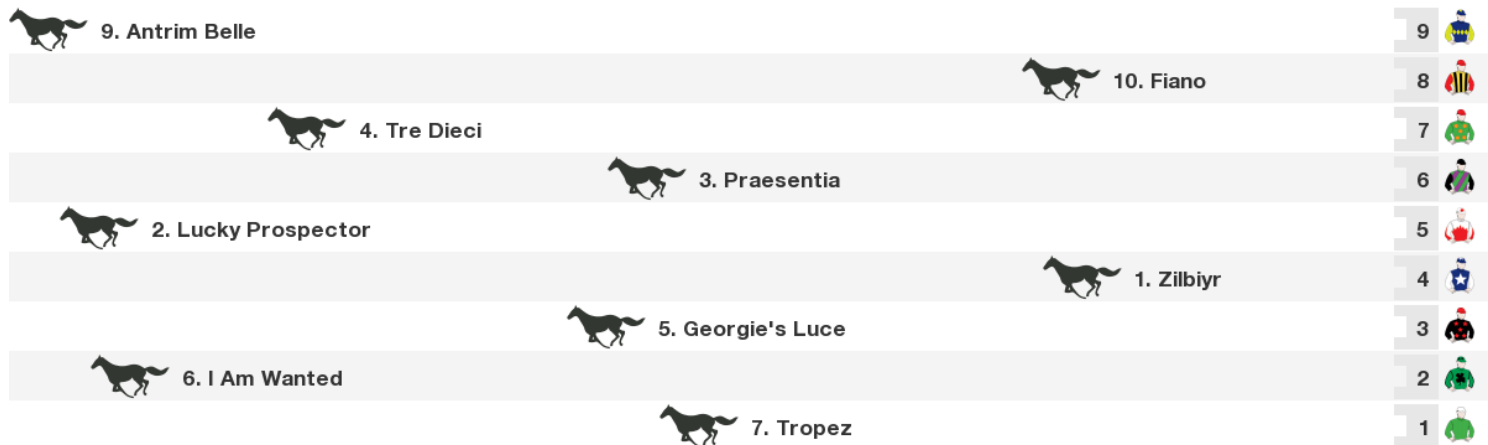 9. Antrim Belle 9
10. Fiano 8
4. Tre Dieci 7
3. Praesentia 6
2. Lucky Prospector 5
1. Zilbiyr 4
5. Georgie's Luce 3
6. I Am Wanted 2
7. Tropez 1